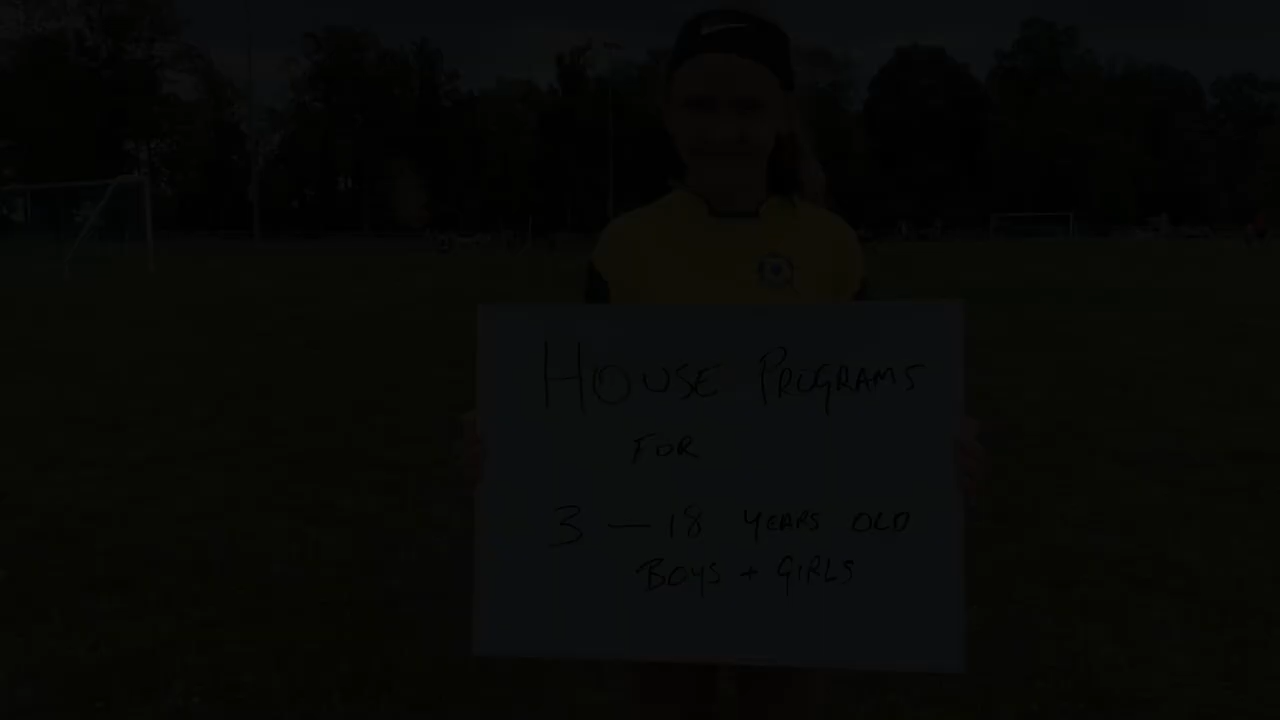 HOUSE PROGRAMS
FOR
3 — 18 YEARS OLD
BOYS + GIRLS